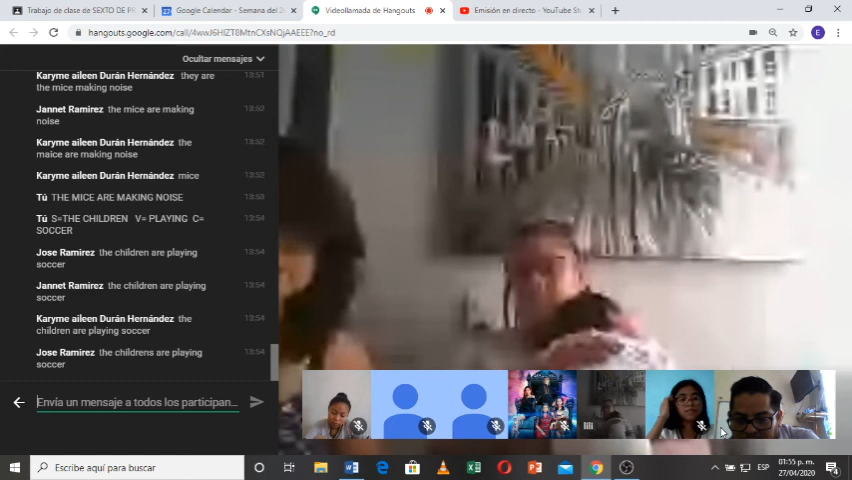 Trabajo de clase de SEXTO DE PR
Google Calendar - Semana del 2
Videollamada de Hangouts
Emisión en directo - YouTube St
hangouts.google.com/call/4wwJ6HIZT8MtnCXsNQjAAEEE?no_rd
E
Ocultar mensajes
Karyme aileen Durán Hernández they are 13:51
the mice are making noise
Jannet Ramirez the mice are making 13:52
noise
Karyme aileen Durán Hernández the 13:52
maice are making noise
Karyme aileen Durán Hernández mice 13:52
Tú THE MICE ARE MAKING NOISE 13:53
Tú S=THE CHILDREN V= PLAYING C= 13:54
SOCCER
Jose Ramirez the children are playing 13:54
soccer
Jannet Ramirez the children are playing 13:54
soccer
Karyme aileen Durán Hernández the 13:54
children are playing soccer
Jose Ramirez the childrens are playing 13:54
soccer
Envía un mensaje a todos los participan...
Escribe aquí para buscar
ESP
01:55 p. m.
27/04/2020
4